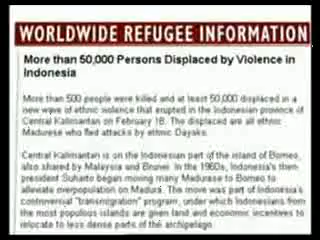 WORLDWIDE REFUGEE INFORMATION
More than 50,000 Persons Displaced by Violence in
Indonesia
More than 500 people were killed and at least 50,000 displaced in a
new wave of ethnic violence that erupted in the Indonesian province of
Central Kalimantan on February 18. The displaced are all ethnic
Madurese who fled attacks by ethnic Dayaks.
Central Kalimantan is on the Indonesian part of the island of Borneo,
also shared by Malaysia and Brunei. In the 1960s, Indonesia's then-
president Suharto began moving many Madurese to Borneo to
alleviate overpopulation on Madura. The move was part of Indonesia's
controversial "transmigration" program, under which Indonesians from
the most populous islands are given land and economic incentives to
relocate to less dense parts of the archipelago.